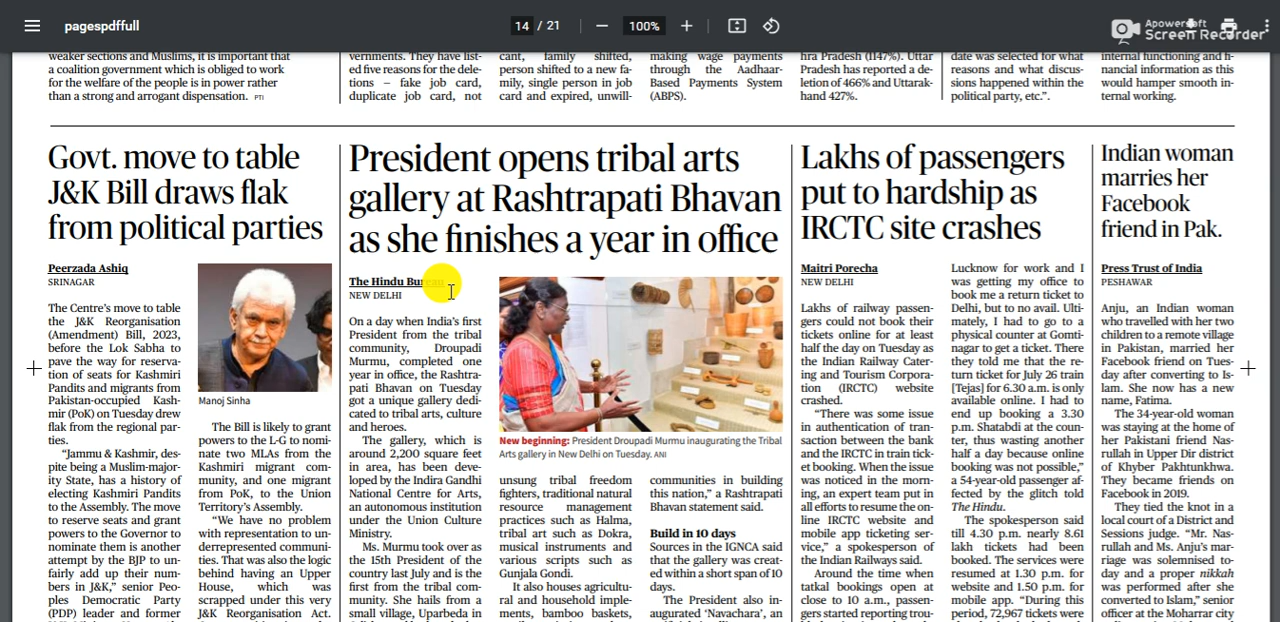 pagespdffull
14 / 21
100%
Apowersoft
Screen Recorder
weaker sections and Muslims, it is important that
a coalition government which is obliged to work
for the welfare of the people is in power rather
than a strong and arrogant dispensation. PTI
vernments. They have list-
ed five reasons for the dele-
tions – fake job card,
duplicate job card, not
cant, family shifted,
person shifted to a new fa-
mily, single person in job
card and expired, unwill-
making wage payments
through the Aadhaar-
Based Payments System
(ABPS).
hra Pradesh (1147%). Uttar
Pradesh has reported a de-
letion of 466% and Uttarak-
hand 427%.
date was selected for what
reasons and what discus-
sions happened within the
political party, etc.”.
internal functioning and fi-
nancial information as this
would hamper smooth in-
ternal working.
Govt. move to table
J&K Bill draws flak
from political parties
Peerzada Ashiq
SRINAGAR
The Centre’s move to table
the J&K Reorganisation
(Amendment) Bill, 2023,
before the Lok Sabha to
pave the way for reserva-
tion of seats for Kashmiri
Pandits and migrants from
Pakistan-occupied Kash-
mir (PoK) on Tuesday drew
flak from the regional par-
ties.
“Jammu & Kashmir, des-
pite being a Muslim-major-
ity State, has a history of
electing Kashmiri Pandits
to the Assembly. The move
to reserve seats and grant
powers to the Governor to
nominate them is another
attempt by the BJP to un-
fairly add up their num-
bers in J&K,” senior Peo-
ples Democratic Party
(PDP) leader and former
Manoj Sinha
The Bill is likely to grant
powers to the L-G to nomi-
nate two MLAs from the
Kashmiri migrant com-
munity, and one migrant
from PoK, to the Union
Territory’s Assembly.
“We have no problem
with representation to un-
derrepresented communi-
ties. That was also the logic
behind having an Upper
House, which was
scrapped under this very
J&K Reorganisation Act.
President opens tribal arts
gallery at Rashtrapati Bhavan
as she finishes a year in office
The Hindu Bureau
NEW DELHI
On a day when India’s first
President from the tribal
community, Droupadi
Murmu, completed one
year in office, the Rashtra-
pati Bhavan on Tuesday
got a unique gallery dedi-
cated to tribal arts, culture
and heroes.
The gallery, which is
around 2,200 square feet
in area, has been deve-
loped by the Indira Gandhi
National Centre for Arts,
an autonomous institution
under the Union Culture
Ministry.
Ms. Murmu took over as
the 15th President of the
country last July and is the
first from the tribal com-
munity. She hails from a
small village, Uparbeda in
New beginning: President Droupadi Murmu inaugurating the Tribal
Arts gallery in New Delhi on Tuesday. ANI
unsung tribal freedom
fighters, traditional natural
resource management
practices such as Halma,
tribal art such as Dokra,
musical instruments and
various scripts such as
Gunjala Gondi.
It also houses agricultu-
ral and household imple-
ments, bamboo baskets,
communities in building
this nation,” a Rashtrapati
Bhavan statement said.
Build in 10 days
Sources in the IGNCA said
that the gallery was creat-
ed within a short span of 10
days.
The President also in-
augurated ‘Navachara’, an
Lakhs of passengers
put to hardship as
IRCTC site crashes
Maitri Porecha
NEW DELHI
Lakhs of railway passen-
gers could not book their
tickets online for at least
half the day on Tuesday as
the Indian Railway Cater-
ing and Tourism Corpora-
tion (IRCTC) website
crashed.
“There was some issue
in authentication of tran-
saction between the bank
and the IRCTC in train tick-
et booking. When the issue
was noticed in the morn-
ing, an expert team put in
all efforts to resume the on-
line IRCTC website and
mobile app ticketing ser-
vice,” a spokesperson of
the Indian Railways said.
Around the time when
tatkal bookings open at
close to 10 a.m., passen-
gers started reporting trou-
Lucknow for work and I
was getting my office to
book me a return ticket to
Delhi, but to no avail. Ulti-
mately, I had to go to a
physical counter at Gomti-
nagar to get a ticket. There
they told me that the re-
turn ticket for July 26 train
[Tejas] for 6.30 a.m. is only
available online. I had to
end up booking a 3.30
p.m. Shatabdi at the coun-
ter, thus wasting another
half a day because online
booking was not possible,”
a 54-year-old passenger af-
fected by the glitch told
The Hindu.
The spokesperson said
till 4.30 p.m. nearly 8.61
lakh tickets had been
booked. The services were
resumed at 1.30 p.m. for
website and 1.50 p.m. for
mobile app. “During this
period, 72,967 tickets were
Indian woman
marries her
Facebook
friend in Pak.
Press Trust of India
PESHAWAR
Anju, an Indian woman
who travelled with her two
children to a remote village
in Pakistan, married her
Facebook friend on Tues-
day after converting to Is-
lam. She now has a new
name, Fatima.
The 34-year-old woman
was staying at the home of
her Pakistani friend Nas-
rullah in Upper Dir district
of Khyber Pakhtunkhwa.
They became friends on
Facebook in 2019.
They tied the knot in a
local court of a District and
Sessions judge. “Mr. Nas-
rullah and Ms. Anju’s mar-
riage was solemnised to-
day and a proper nikkah
was performed after she
converted to Islam,” senior
officer at the Moharrar city